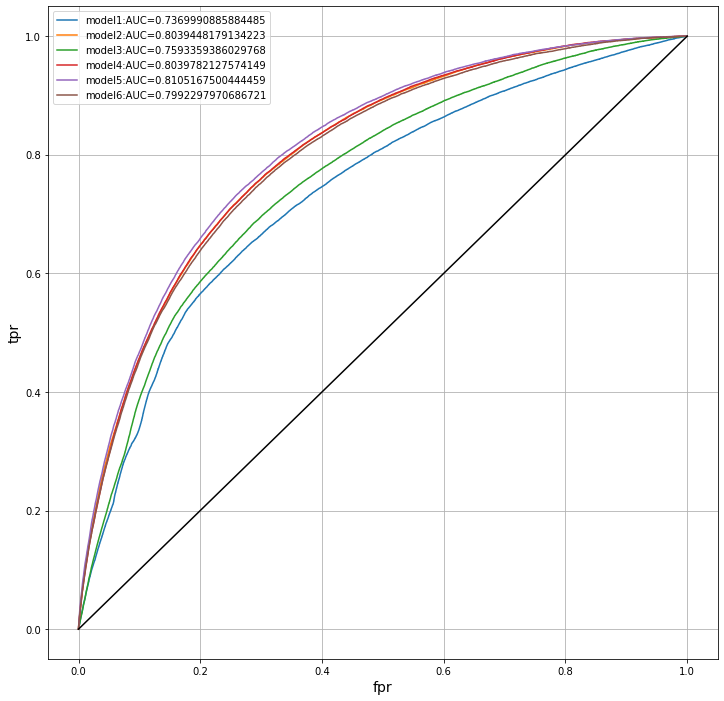 model1:AUC=0.7369990885884485
model2:AUC=0.8039448179134223
model3:AUC=0.7593359386029768
model4:AUC=0.8039782127574149
model5:AUC=0.8105167500444459
model6:AUC=0.7992297970686721
1.0
0.8
0.6
0.4
0.2
0.0
tpr
0.0 0.2 0.4 0.6 0.8 1.0
fpr